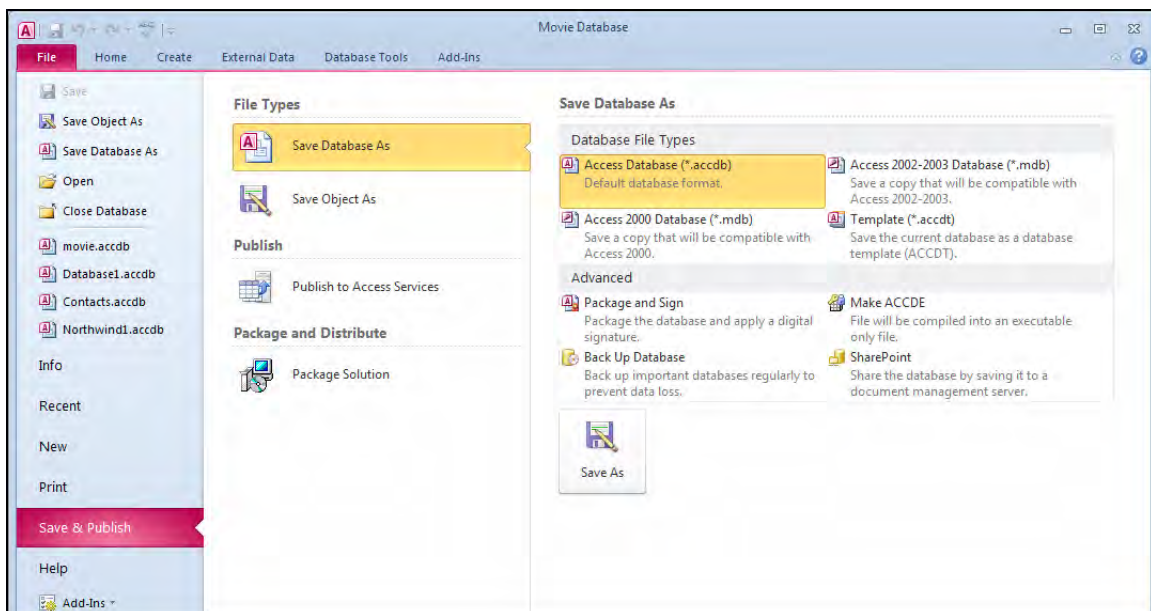 Movie Database
File Home Create External Data Database Tools Add-Ins
Save
Save Object As
Save Database As
Open
Close Database
movie.accdb
Database1.accdb
Contacts.accdb
Northwind1.accdb
Info
Recent
New
Print
Save & Publish
Help
Add-Ins
File Types
Save Database As
Save Object As
Publish
Publish to Access Services
Package and Distribute
Package Solution
Save Database As
Database File Types
Access Database (*.accdb)
Default database format.
Access 2002-2003 Database (*.mdb)
Save a copy that will be compatible with
Access 2002-2003.
Access 2000 Database (*.mdb)
Save a copy that will be compatible with
Access 2000.
Template (*.accdt)
Save the current database as a database
template (ACCDT).
Advanced
Package and Sign
Package the database and apply a digital
signature.
Make ACCDE
File will be compiled into an executable
only file.
Back Up Database
Back up important databases regularly to
prevent data loss.
SharePoint
Share the database by saving it to a
document management server.
Save As